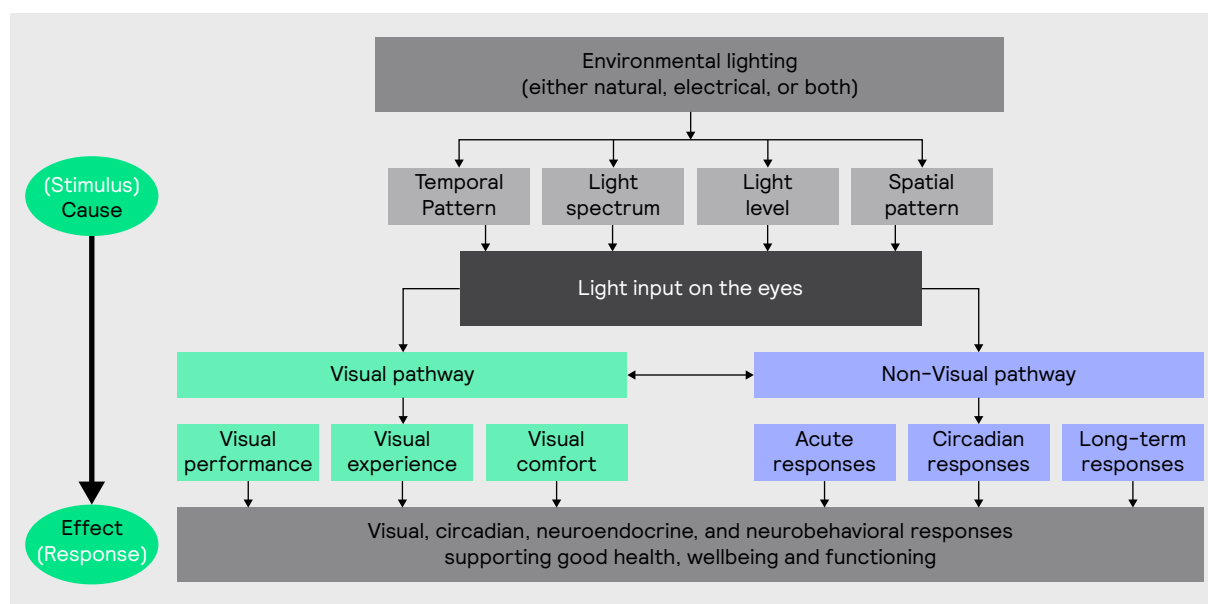 Environmental lighting
(either natural, electrical, or both)
(Stimulus)
Cause
Temporal
Pattern
Light
spectrum
Light
level
Spatial
pattern
Light input on the eyes
Visual pathway
Non-Visual pathway
Visual
performance
Visual
experience
Visual
comfort
Acute
responses
Circadian
responses
Long-term
responses
Effect
(Response)
Visual, circadian, neuroendocrine, and neurobehavioral responses
supporting good health, wellbeing and functioning